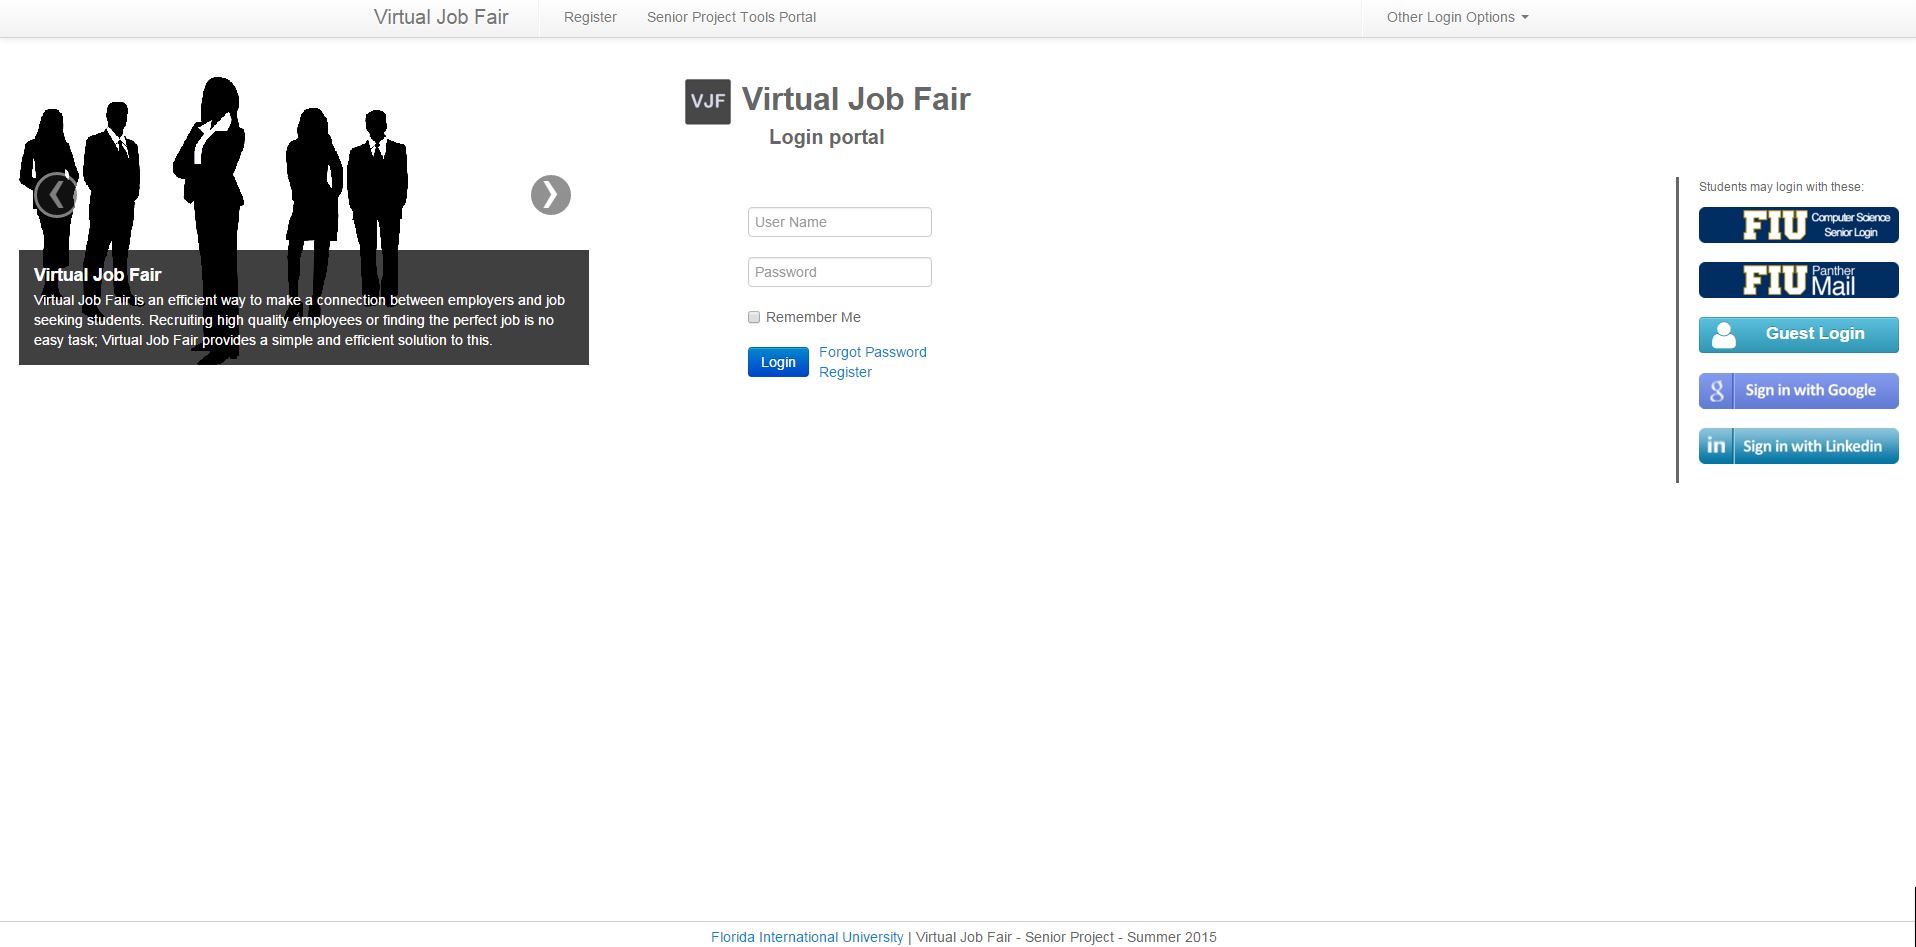 Virtual Job Fair
Register
Senior Project Tools Portal
Other Login Options
VJF
Virtual Job Fair
Login portal
Virtual Job Fair
Virtual Job Fair is an efficient way to make a connection between employers and job
seeking students. Recruiting high quality employees or finding the perfect job is no
easy task; Virtual Job Fair provides a simple and efficient solution to this.
User Name
Password
Remember Me
Login
Forgot Password
Register
Students may login with these:
FIU Computer Science
Senior Login
FIU Panther
Mail
Guest Login
g Sign in with Google
in Sign in with Linkedin
Florida International University | Virtual Job Fair - Senior Project - Summer 2015